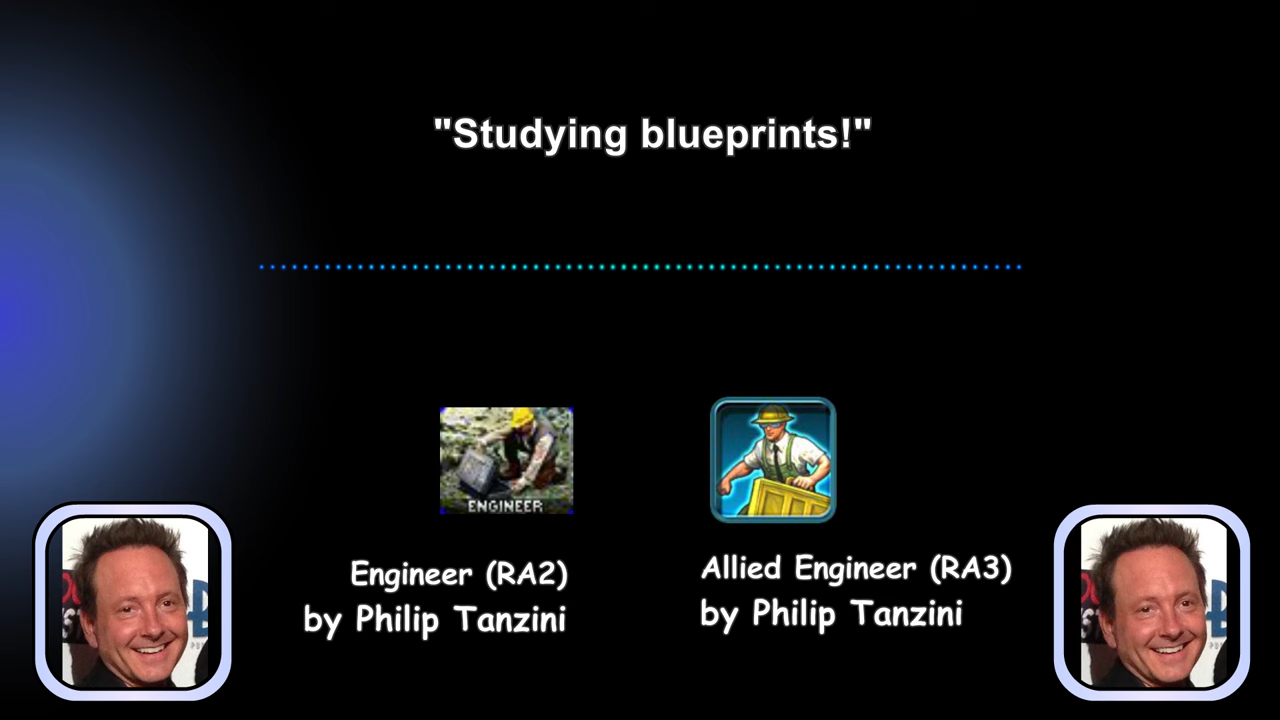 "Studying blueprints!"
ENGINEER
Engineer (RA2)
by Philip Tanzini
Allied Engineer (RA3)
by Philip Tanzini